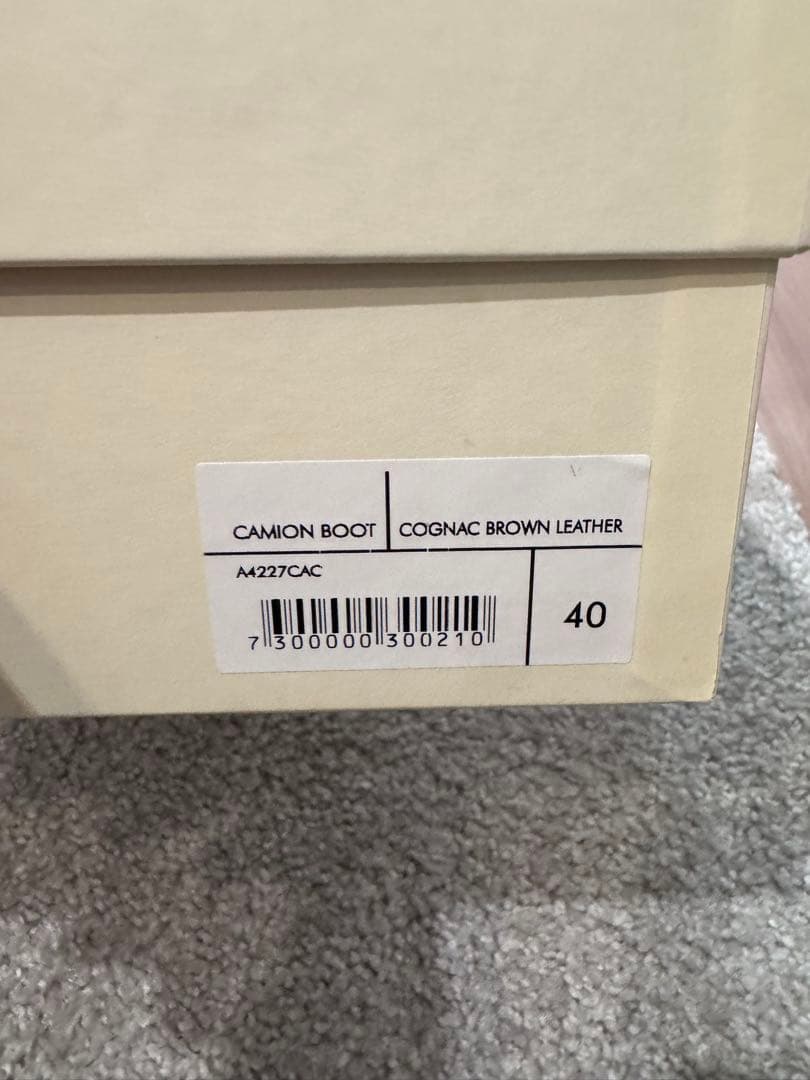 CAMION BOOT
COGNAC BROWN LEATHER
A4227CAC
7 300000 300210
40